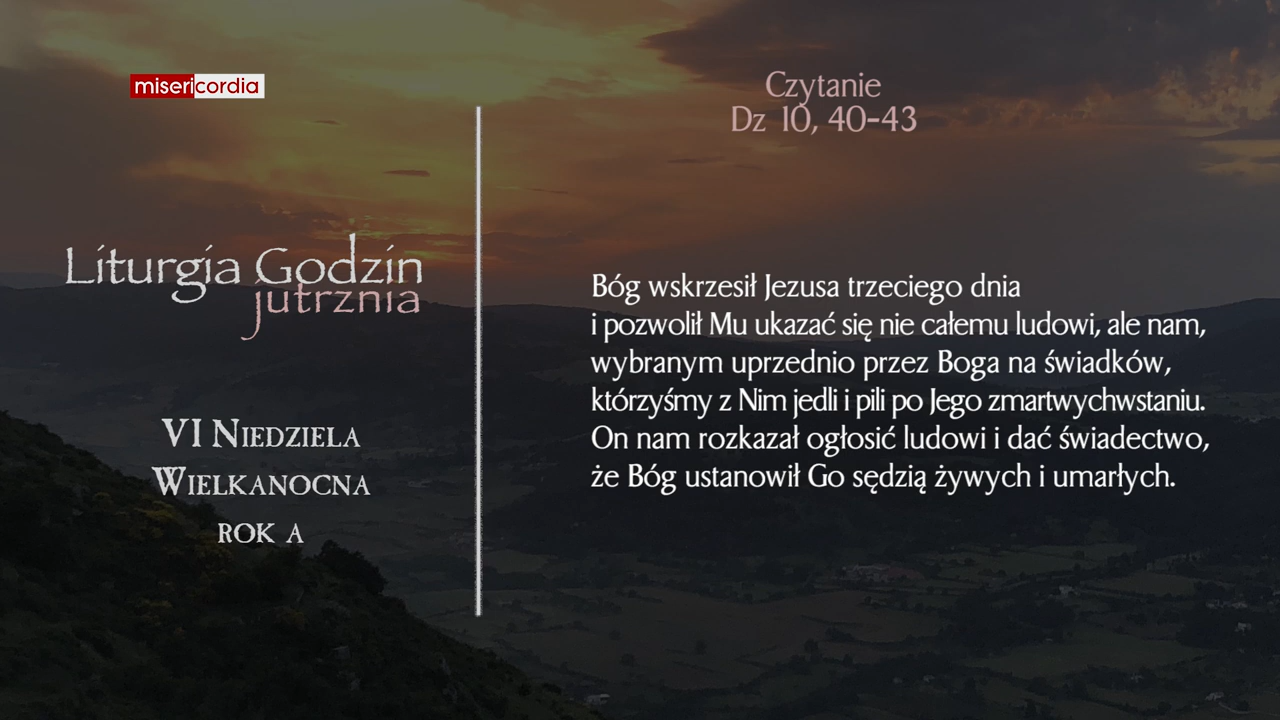 misericordia
Liturgia Godzin
jutrznia
VI Niedziela
Wielkanocna
rok A
Czytanie
Dz 10, 40-43
Bóg wskrzesił Jezusa trzeciego dnia
i pozwolił Mu ukazać się nie całemu ludowi, ale nam,
wybranym uprzednio przez Boga na świadków,
którzyśmy z Nim jedli i pili po Jego zmartwychwstaniu.
On nam rozkazał ogłosić ludowi i dać świadectwo,
że Bóg ustanowił Go sędzią żywych i umarłych.